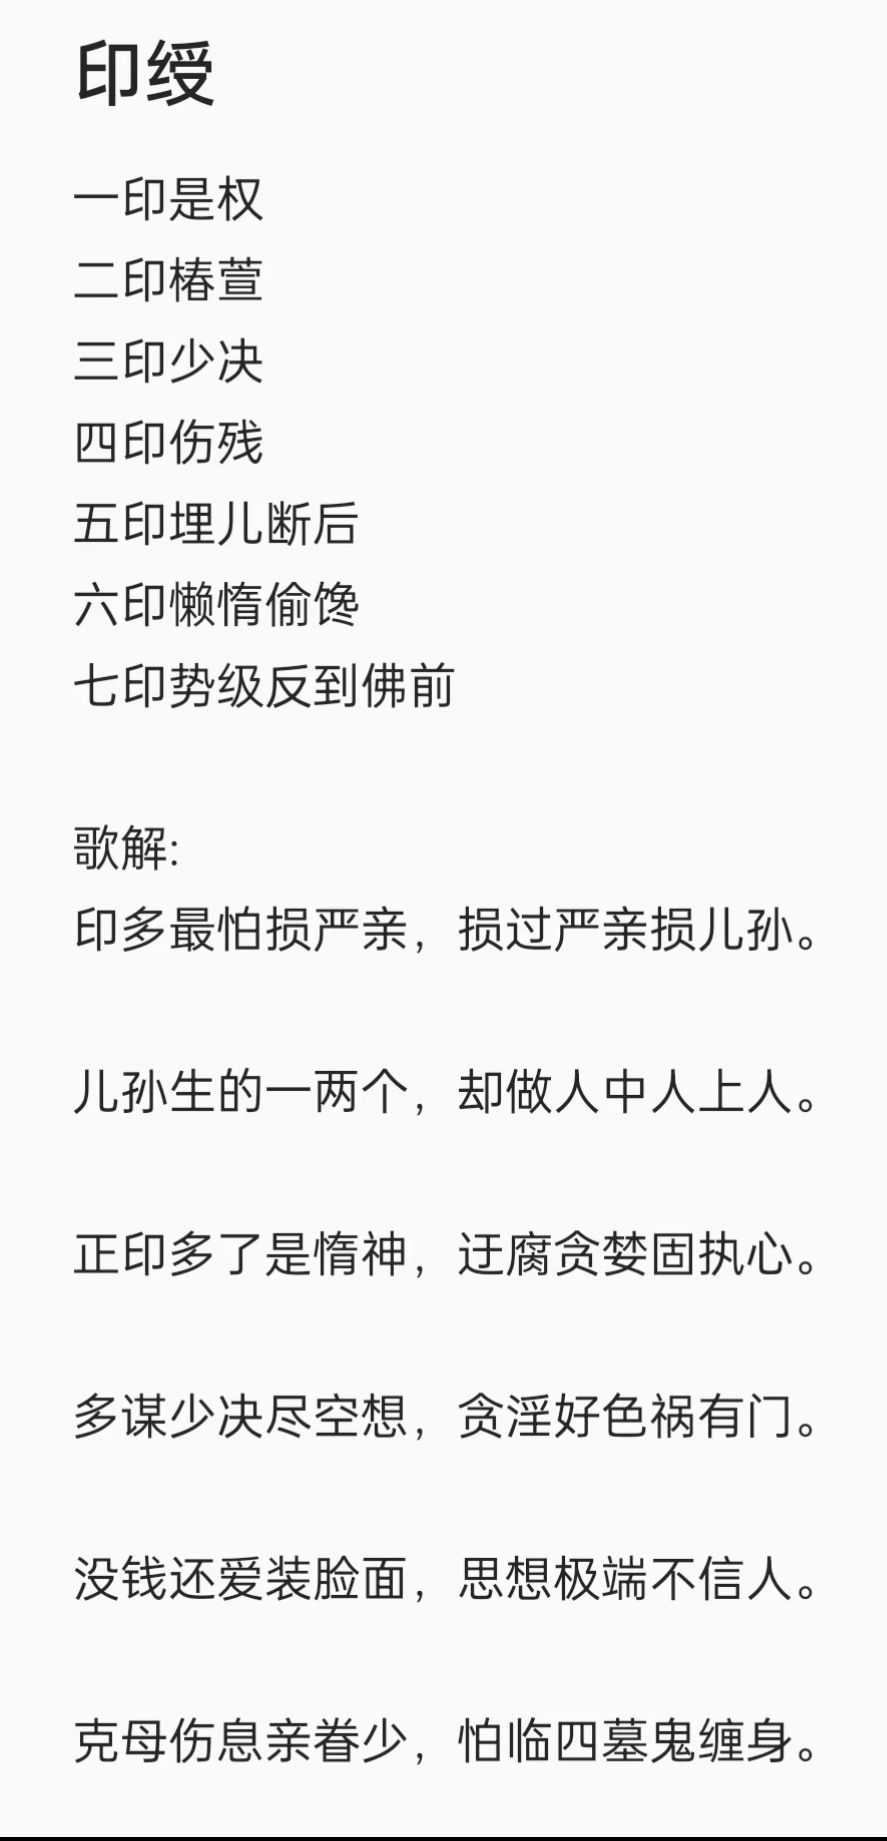 印绶
一印是权
二印椿萱
三印少决
四印伤残
五印埋儿断后
六印懒惰偷馋
七印势级反到佛前
歌解:
印多最怕损严亲，损过严亲损儿孙。
儿孙生的一两个，却做人中人上人。
正印多了是惰神，迂腐贪婪固执心。
多谋少决尽空想，贪淫好色祸有门。
没钱还爱装脸面，思想极端不信人。
克母伤息亲眷少，怕临四墓鬼缠身。